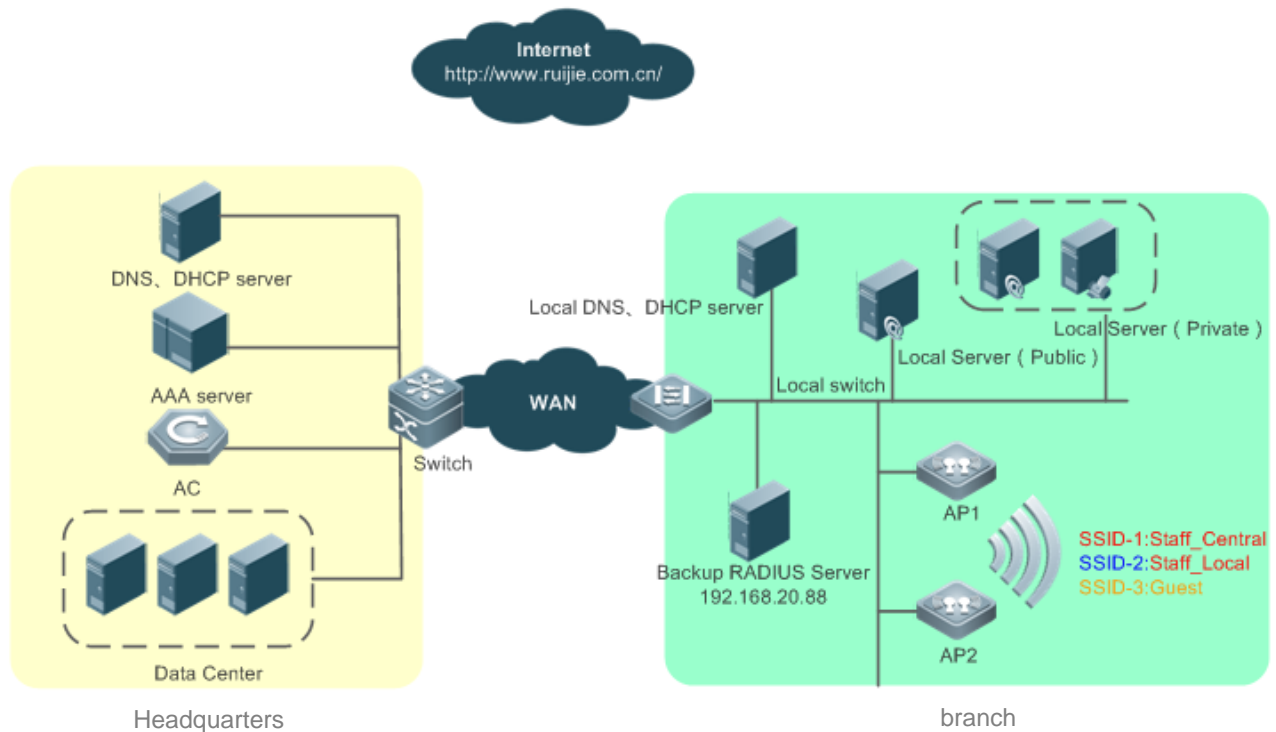 Internet
http://www.ruijie.com.cn/
DNS、DHCP server
AAA server
AC
Data Center
Switch
WAN
Local DNS、DHCP server
Local Server ( Public )
Local Server ( Private )
Local switch
Backup RADIUS Server
192.168.20.88
AP1
AP2
SSID-1:Staff_Central
SSID-2:Staff_Local
SSID-3:Guest
Headquarters
branch